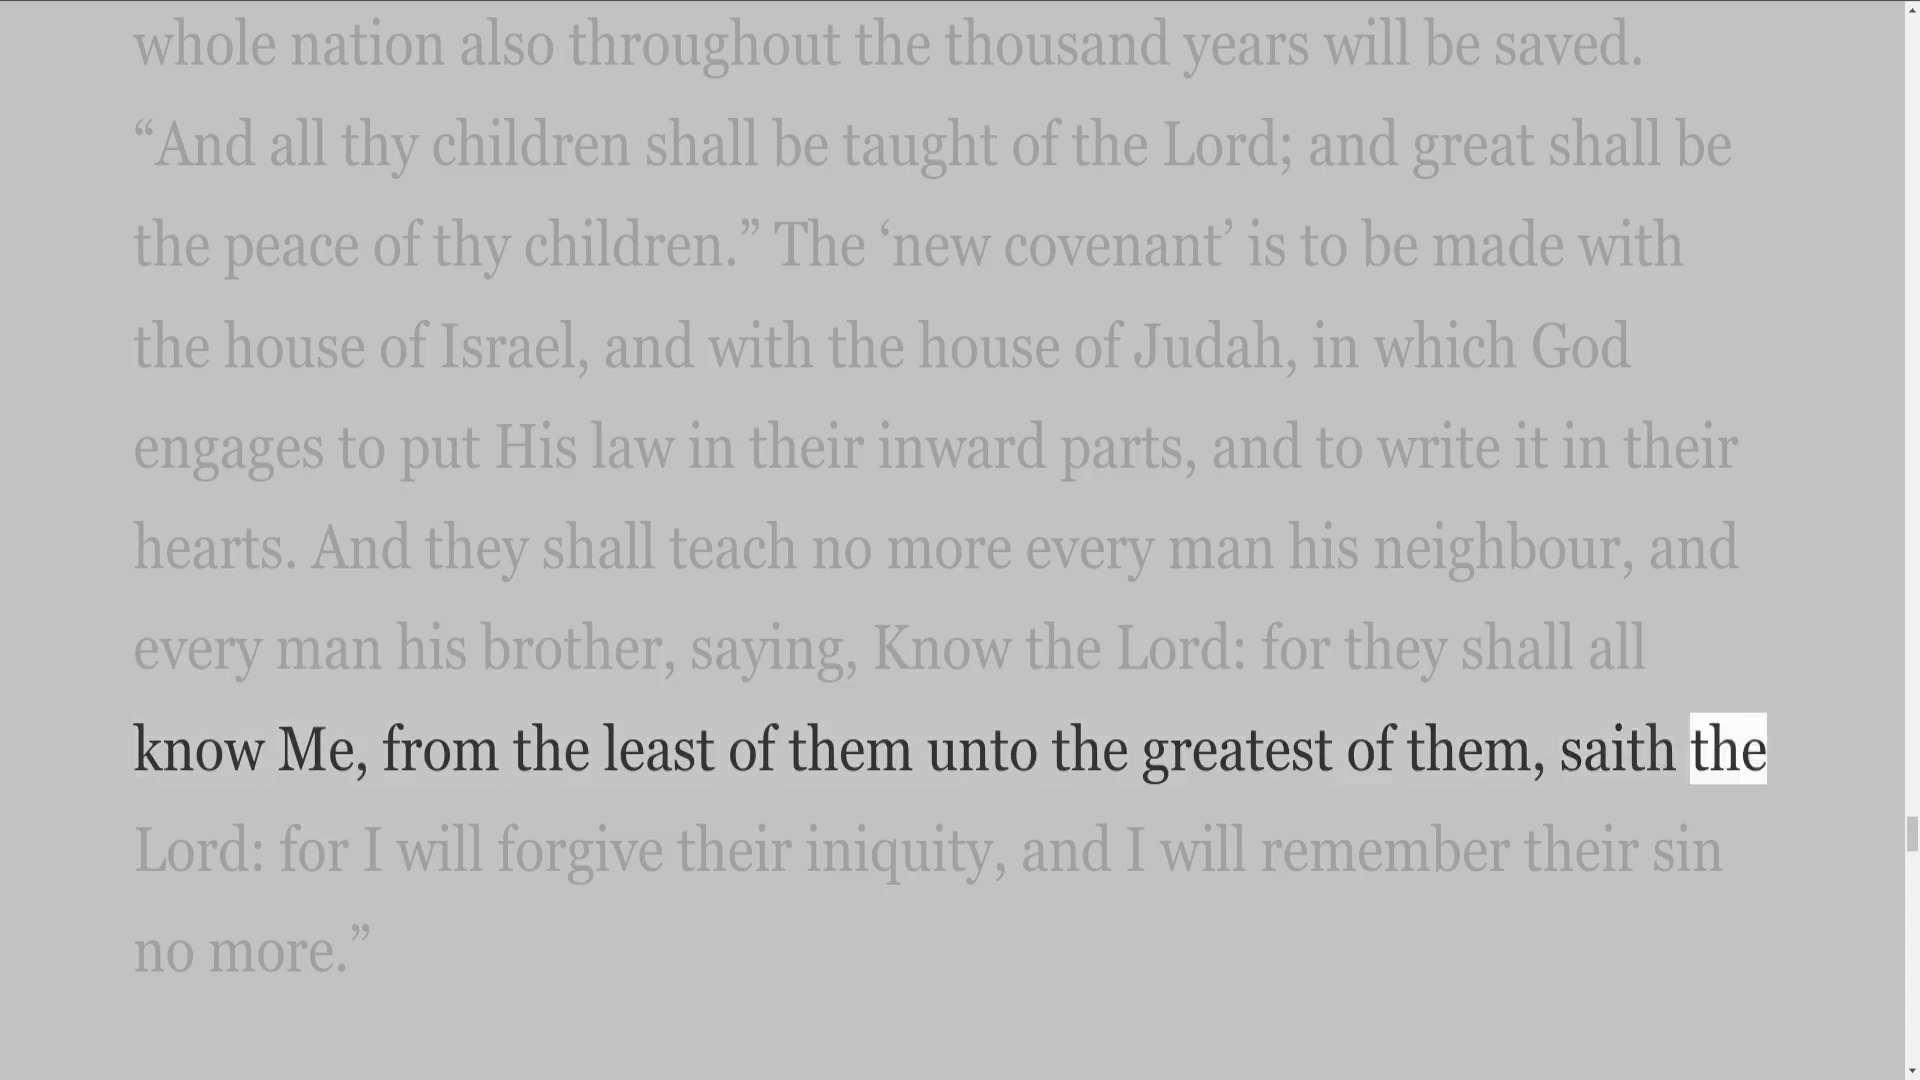 whole nation also throughout the thousand years will be saved.
“And all thy children shall be taught of the Lord; and great shall be
the peace of thy children.” The ‘new covenant’ is to be made with
the house of Israel, and with the house of Judah, in which God
engages to put His law in their inward parts, and to write it in their
hearts. And they shall teach no more every man his neighbour, and
every man his brother, saying, Know the Lord: for they shall all
know Me, from the least of them unto the greatest of them, saith the
Lord: for I will forgive their iniquity, and I will remember their sin
no more.”